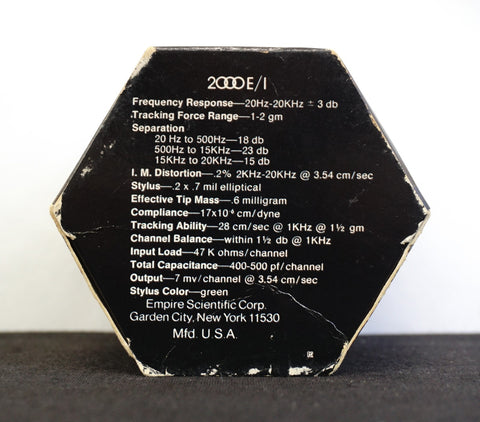 2000E/I
Frequency Response—20Hz-20KHz ± 3 db
Tracking Force Range—1-2 gm
Separation
20 Hz to 500Hz—18 db
500Hz to 15KHz—23 db
15KHz to 20KHz—15 db
I. M. Distortion—.2% 2KHz-20KHz @ 3.54 cm/sec
Stylus—.2 x .7 mil elliptical
Effective Tip Mass—.6 milligram
Compliance—17x10⁻⁶ cm/dyne
Tracking Ability—28 cm/sec @ 1KHz @ 1½ gm
Channel Balance—within 1½ db @ 1KHz
Input Load—47 K ohms/channel
Total Capacitance—400-500 pf/channel
Output—7 mv/channel @ 3.54 cm/sec
Stylus Color—green
Empire Scientific Corp.
Garden City, New York 11530
Mfd. U.S.A.